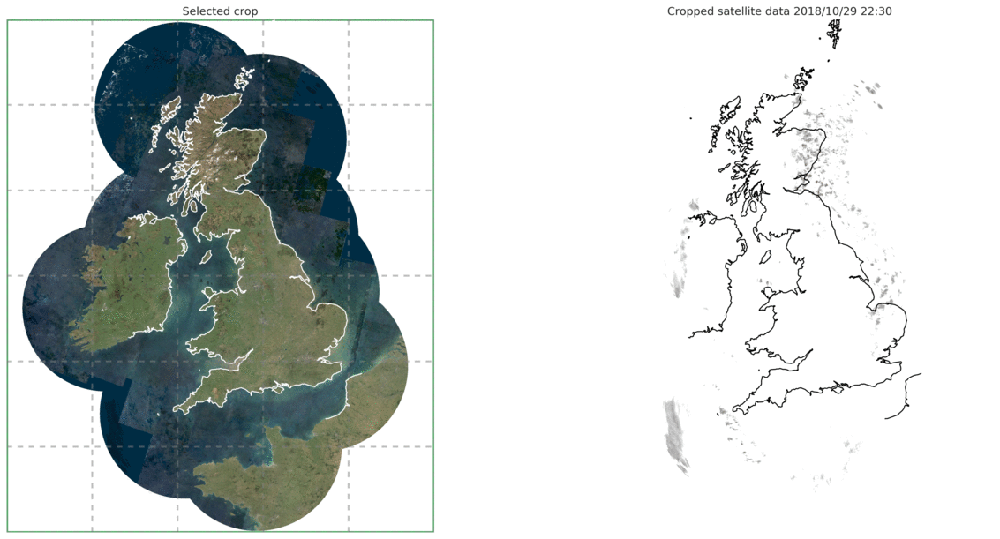 Selected crop
Cropped satellite data 2018/10/29 22:30